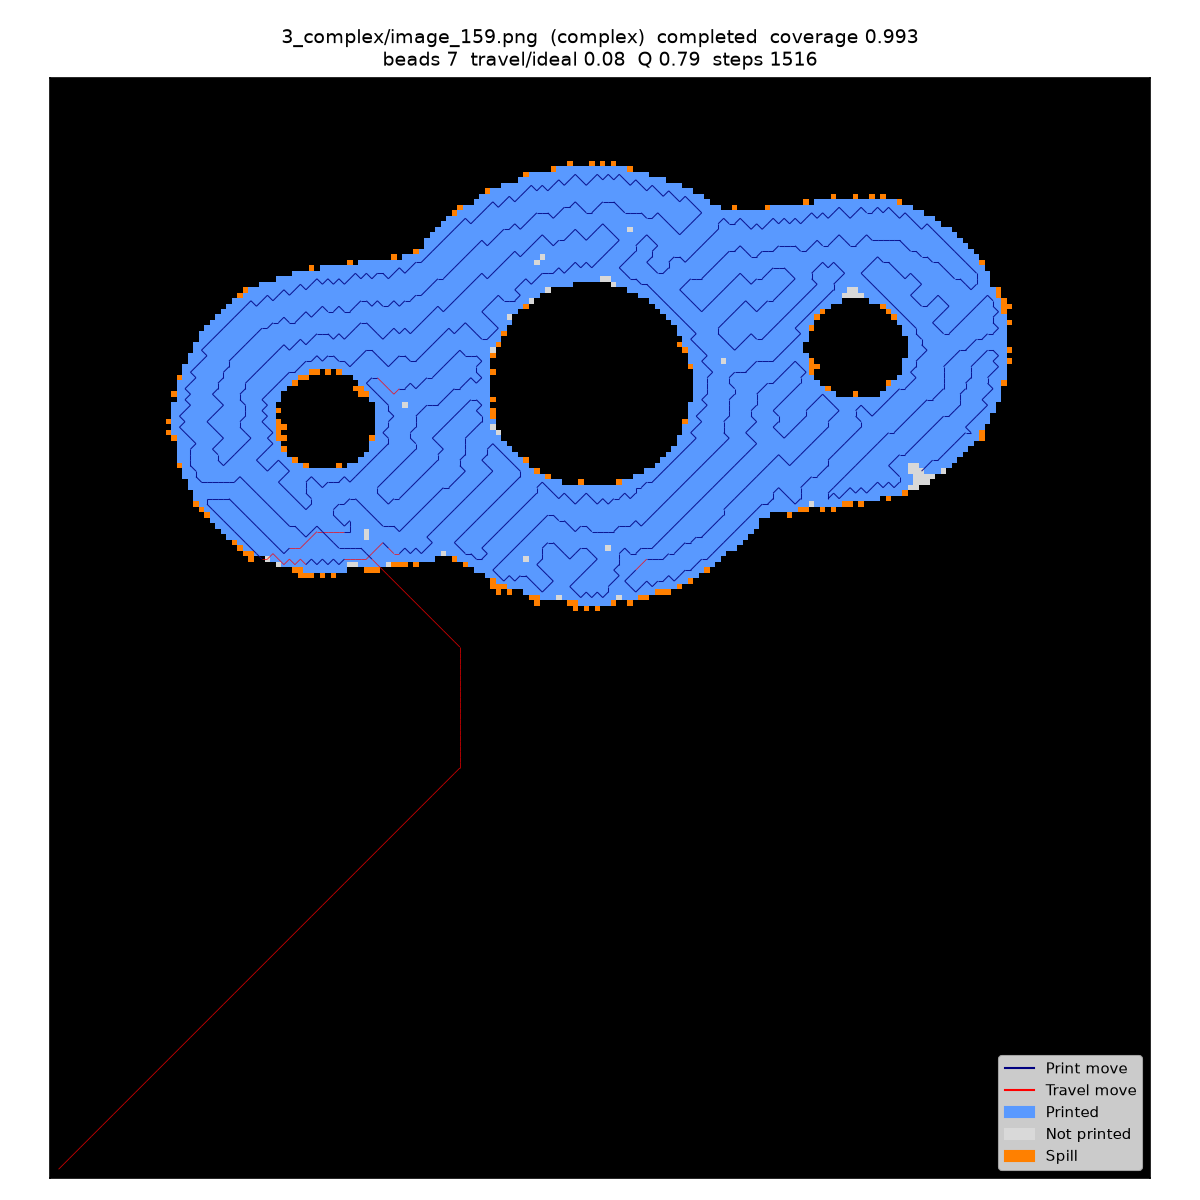 3_complex/image_159.png  (complex)  completed  coverage 0.993
beads 7  travel/ideal 0.08  Q 0.79  steps 1516
Print move
Travel move
Printed
Not printed
Spill